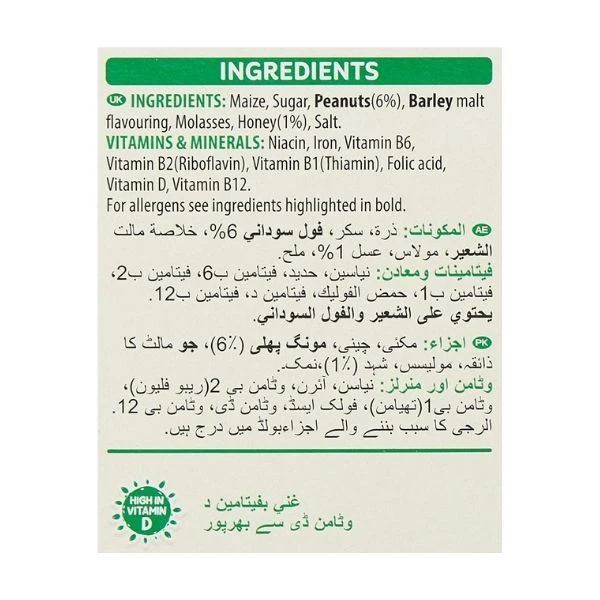 INGREDIENTS
UK INGREDIENTS: Maize, Sugar, Peanuts(6%), Barley malt
flavouring, Molasses, Honey(1%), Salt.
VITAMINS & MINERALS: Niacin, Iron, Vitamin B6,
Vitamin B2(Riboflavin), Vitamin B1(Thiamin), Folic acid,
Vitamin D, Vitamin B12.
For allergens see ingredients highlighted in bold.
AE المكونات: ذرة، سكر، فول سوداني 6%، خلاصة مالت
الشعير، مولاس، عسل 1%، ملح.
فيتامينات ومعادن: نياسين، حديد، فيتامين ب6، فيتامين ب2،
فيتامين ب1، حمض الفوليك، فيتامين د، فيتامين ب12.
يحتوي على الشعير والفول السوداني.
PK اجزاء: مکئی، چینی، مونگ پھلی (6٪)، جو مالٹ کا
ذائقہ، مولیسس، شہد (1٪)،نمک۔
وٹامن اور منرلز: نیاسن، آئرن، وٹامن بی 2(ریبو فلیون)،
وٹامن بی1(تھیامن)، فولک ایسڈ، وٹامن ڈی، وٹامن بی 12.
الرجی کا سبب بننے والے اجزاءبولڈ میں درج ہیں.
HIGH IN
VITAMIN
D
غني بفيتامين د
وٹامن ڈی سے بھرپور